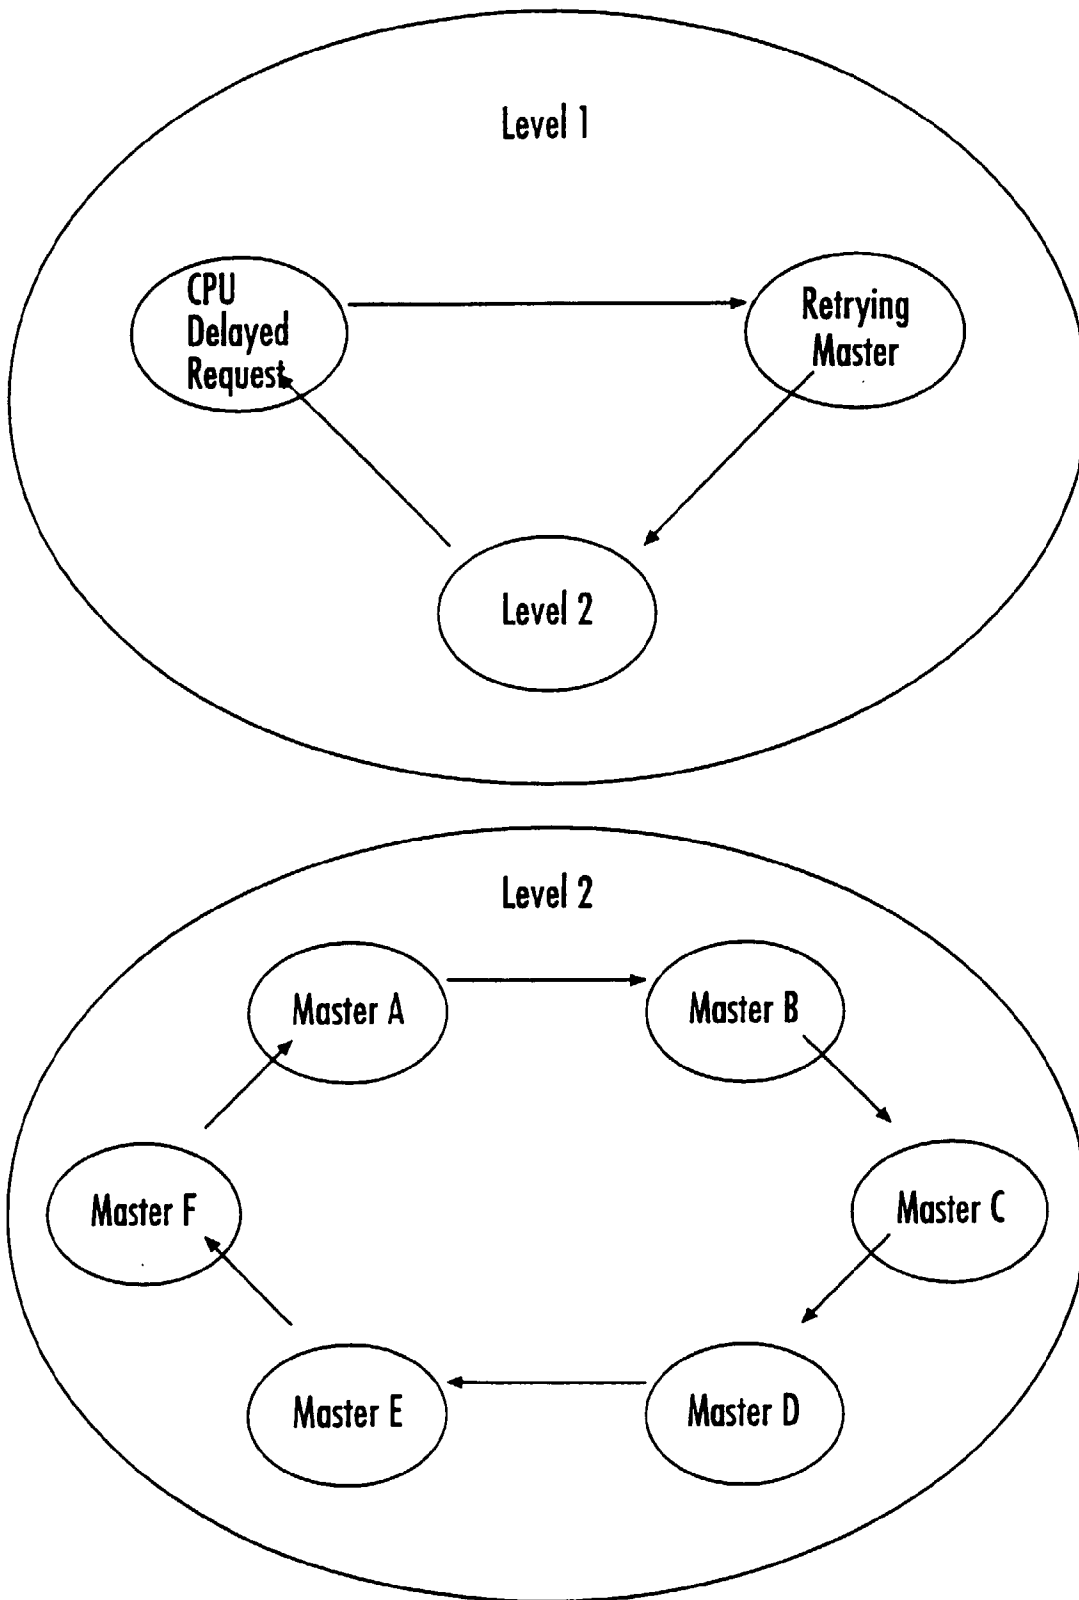 Level 1
CPU
Delayed
Request
Retrying
Master
Level 2
Level 2
Master A
Master B
Master F
Master C
Master E
Master D